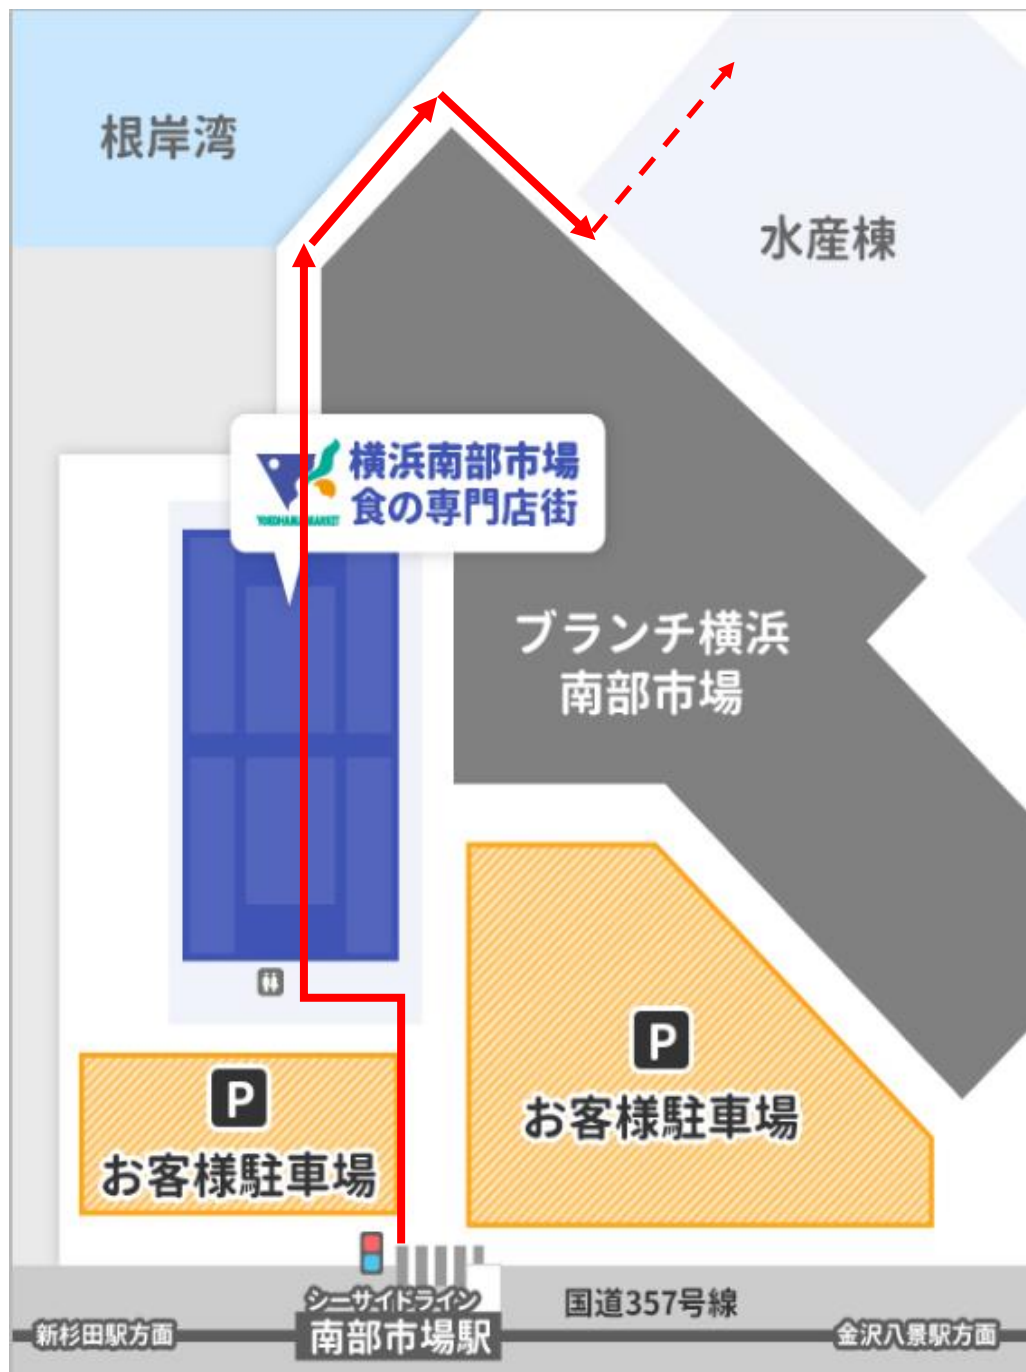 根岸湾
水産棟
横浜南部市場
食の専門店街
YOKOHAMA MARKET
ブランチ横浜
南部市場
P
お客様駐車場
P
お客様駐車場
シーサイドライン
南部市場駅
国道357号線
新杉田駅方面
金沢八景駅方面